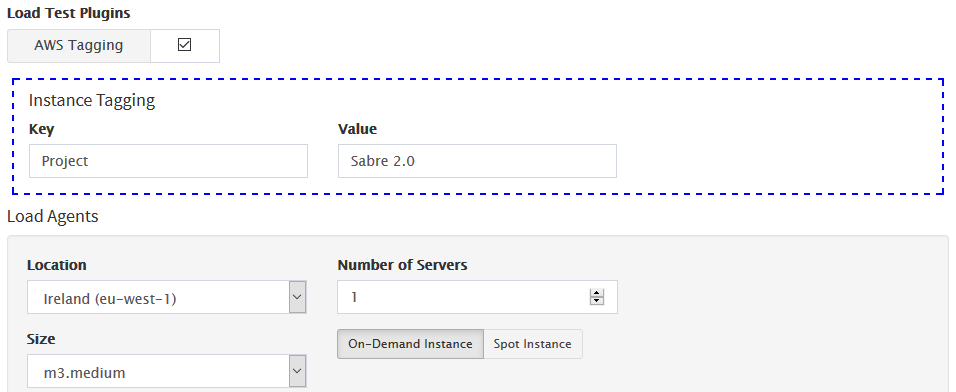 Load Test Plugins
AWS Tagging
Instance Tagging
Key Value
Project Sabre 2.0
Load Agents
Location Number of Servers
Ireland (eu-west-1) 1
On-Demand Instance Spot Instance
Size
m3.medium